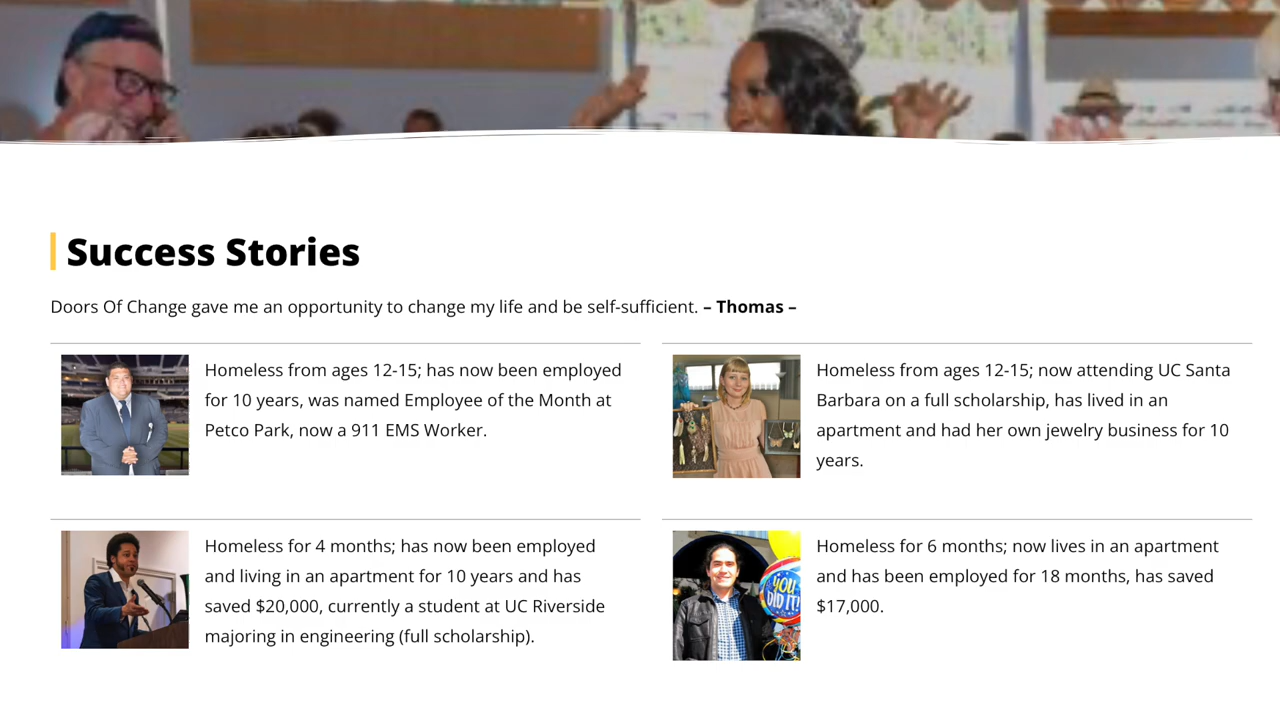 Success Stories
Doors Of Change gave me an opportunity to change my life and be self-sufficient. – Thomas –
Homeless from ages 12-15; has now been employed
for 10 years, was named Employee of the Month at
Petco Park, now a 911 EMS Worker.
Homeless from ages 12-15; now attending UC Santa
Barbara on a full scholarship, has lived in an
apartment and had her own jewelry business for 10
years.
Homeless for 4 months; has now been employed
and living in an apartment for 10 years and has
saved $20,000, currently a student at UC Riverside
majoring in engineering (full scholarship).
Homeless for 6 months; now lives in an apartment
and has been employed for 18 months, has saved
$17,000.
YOU
DID IT!